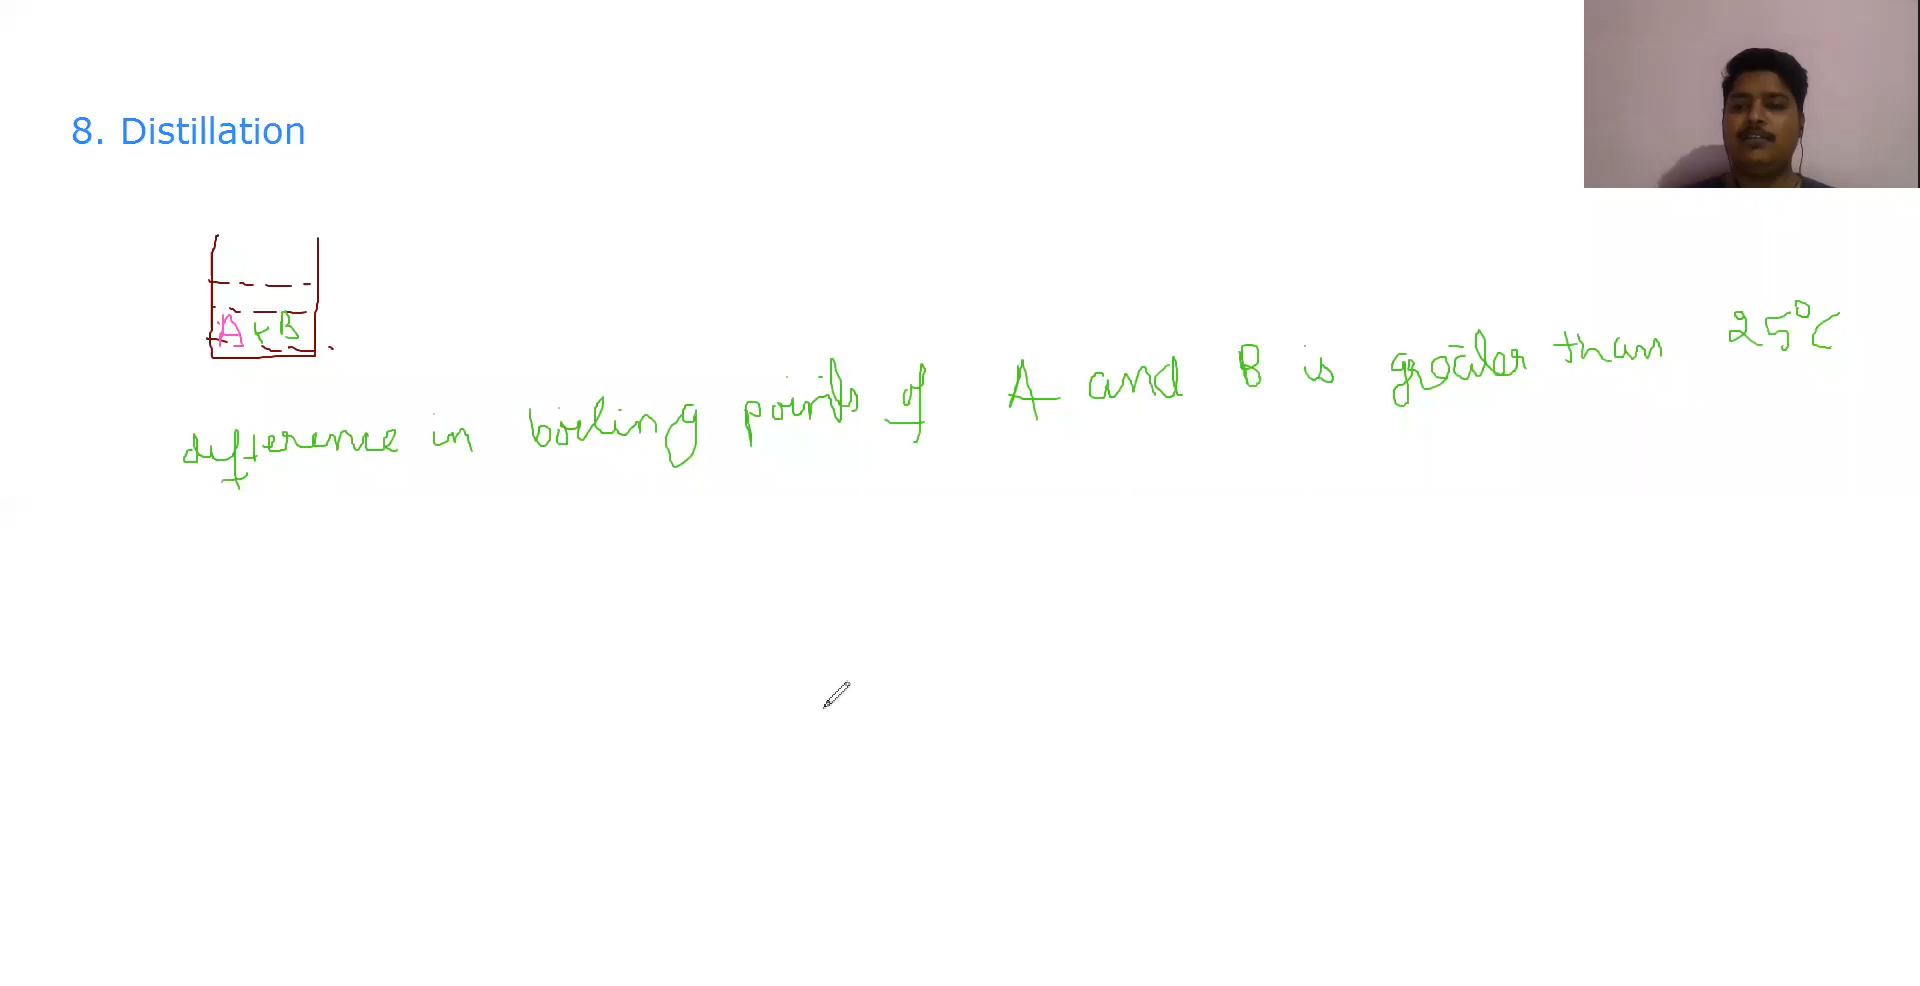 8. Distillation
A + B
difference in boiling points of A and B is greater than 25°C